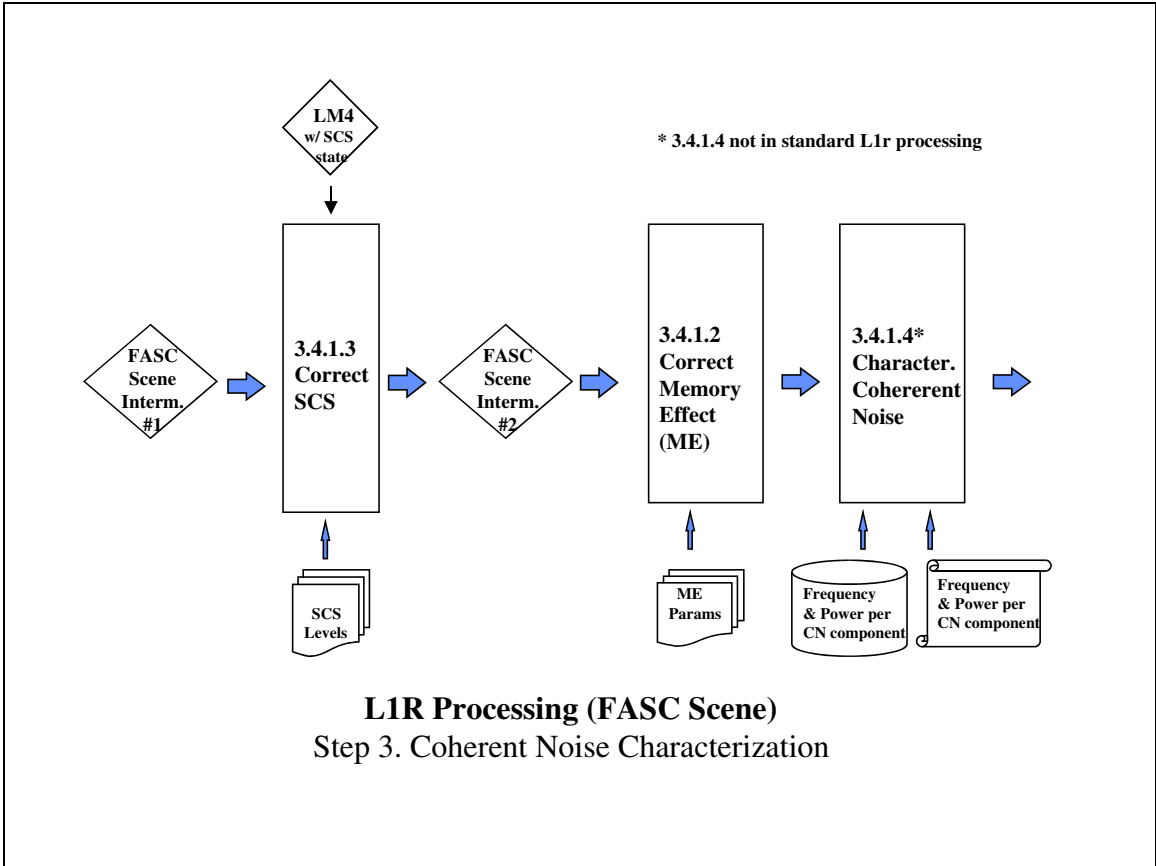 LM4
w/ SCS
state
* 3.4.1.4 not in standard L1r processing
FASC
Scene
Interm.
#1
3.4.1.3
Correct
SCS
FASC
Scene
Interm.
#2
3.4.1.2
Correct
Memory
Effect
(ME)
3.4.1.4*
Character.
Cohererent
Noise
SCS
Levels
ME
Params
Frequency
& Power per
CN component
Frequency
& Power per
CN component
L1R Processing (FASC Scene)
Step 3. Coherent Noise Characterization